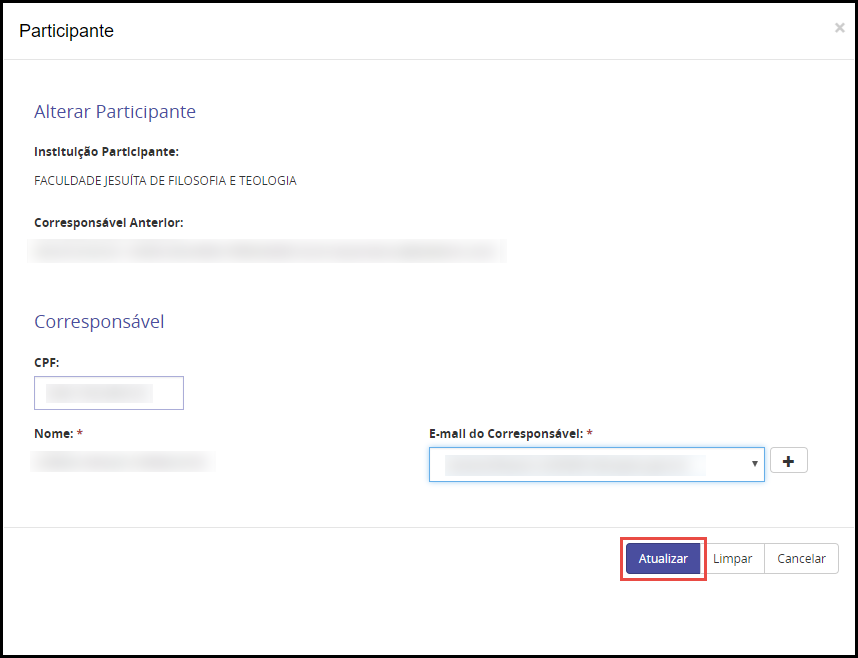 Participante
×
Alterar Participante
Instituição Participante:
FACULDADE JESUÍTA DE FILOSOFIA E TEOLOGIA
Corresponsável Anterior:
Corresponsável
CPF:
Nome: *
E-mail do Corresponsável: *
Atualizar
Limpar
Cancelar